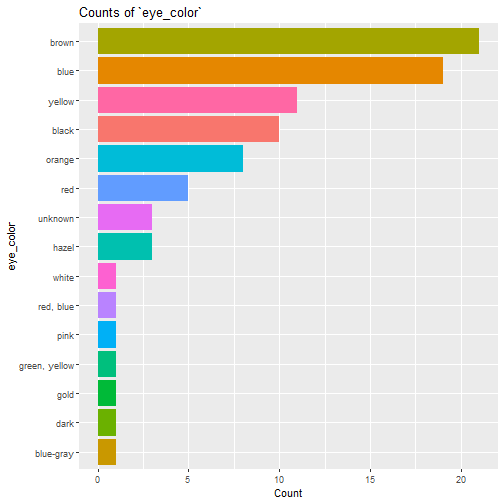 Counts of `eye_color`
eye_color
brown
blue
yellow
black
orange
red
unknown
hazel
white
red, blue
pink
green, yellow
gold
dark
blue-gray
0 5 10 15 20
Count